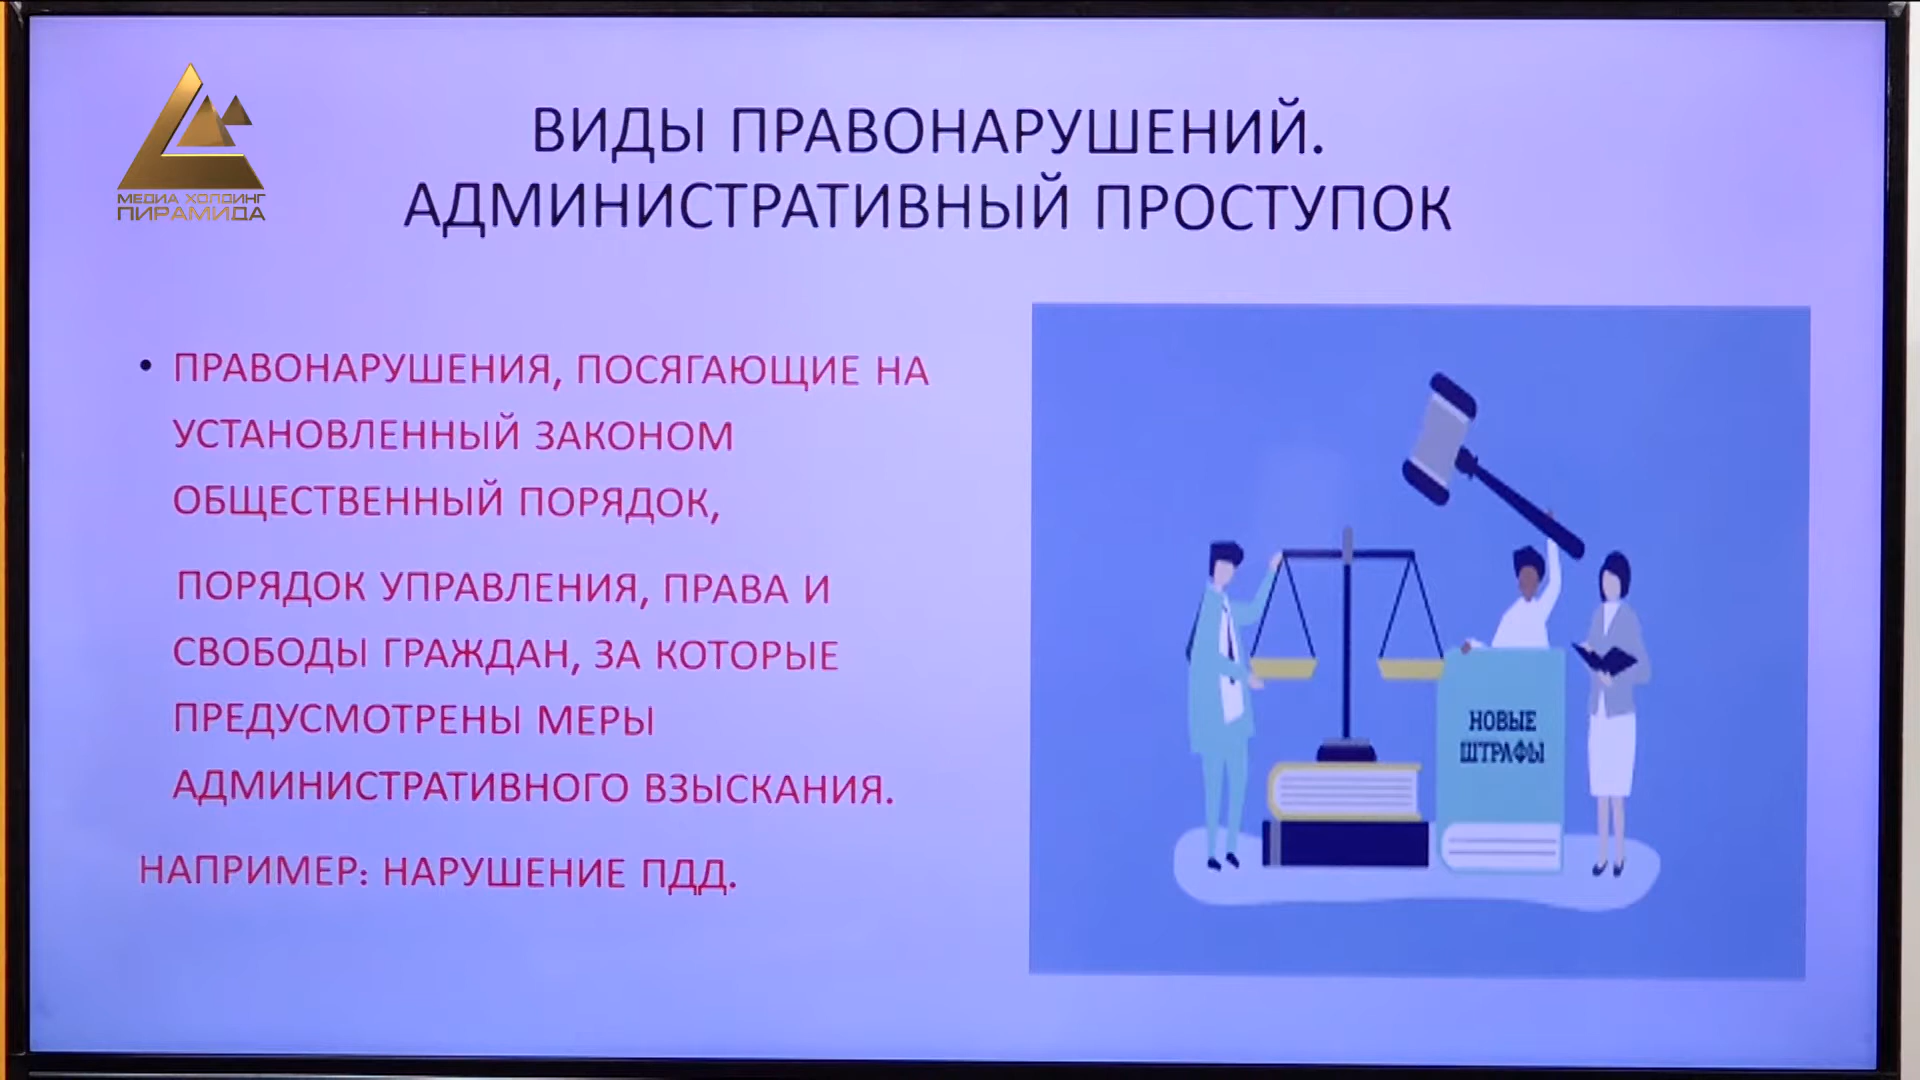 МЕДИА ХОЛДИНГ
ПИРАМИДА
ВИДЫ ПРАВОНАРУШЕНИЙ.
АДМИНИСТРАТИВНЫЙ ПРОСТУПОК
• ПРАВОНАРУШЕНИЯ, ПОСЯГАЮЩИЕ НА
УСТАНОВЛЕННЫЙ ЗАКОНОМ
ОБЩЕСТВЕННЫЙ ПОРЯДОК,
ПОРЯДОК УПРАВЛЕНИЯ, ПРАВА И
СВОБОДЫ ГРАЖДАН, ЗА КОТОРЫЕ
ПРЕДУСМОТРЕНЫ МЕРЫ
АДМИНИСТРАТИВНОГО ВЗЫСКАНИЯ.
НАПРИМЕР: НАРУШЕНИЕ ПДД.
НОВЫЕ
ШТРАФЫ